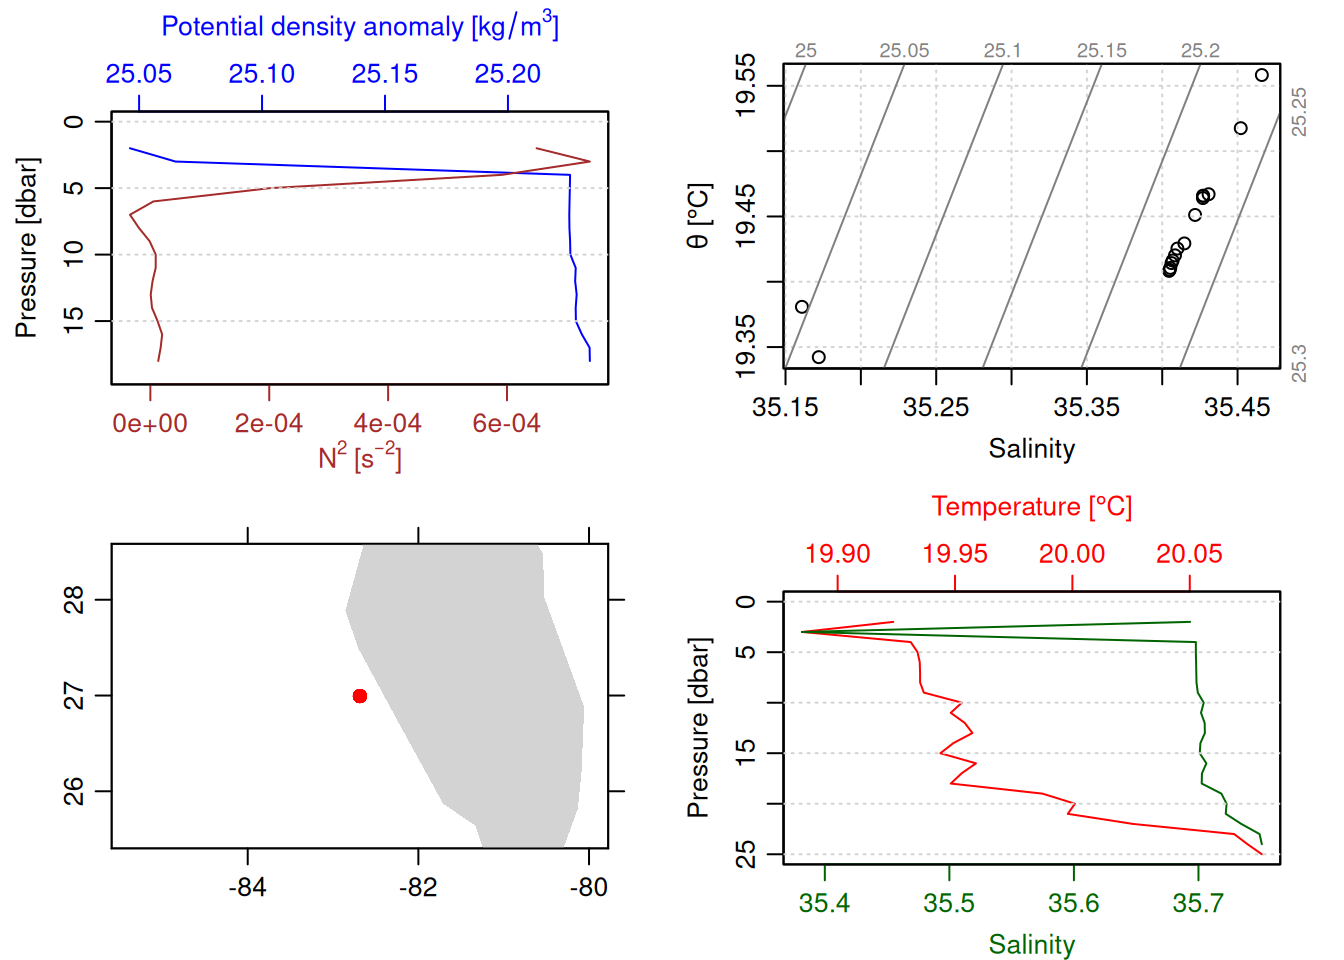 Potential density anomaly [kg/m³]
25.05 25.10 25.15 25.20
0
5
10
15
Pressure [dbar]
0e+00 2e-04 4e-04 6e-04
N² [s⁻²]
25 25.05 25.1 25.15 25.2
25.25
25.3
19.55
19.45
19.35
θ [°C]
35.15 35.25 35.35 35.45
Salinity
28
27
26
-84 -82 -80
Temperature [°C]
19.90 19.95 20.00 20.05
0
5
15
25
Pressure [dbar]
35.4 35.5 35.6 35.7
Salinity